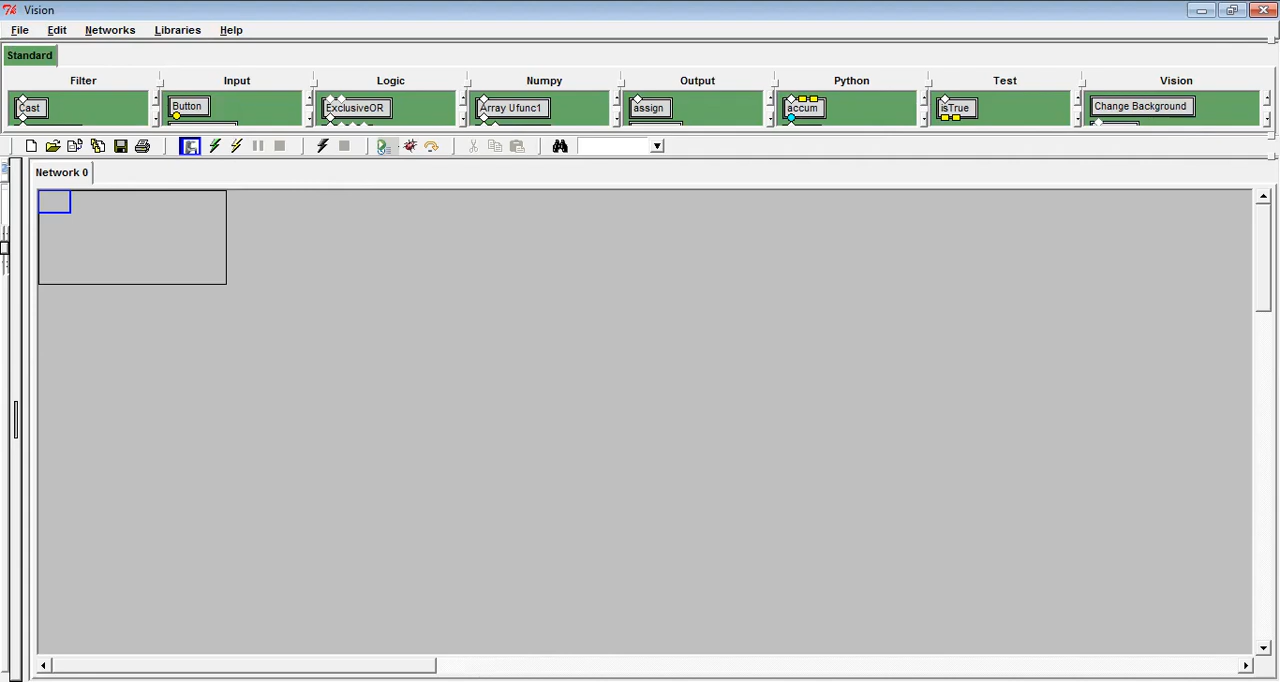 Vision
File Edit Networks Libraries Help
Standard
Filter Input Logic Numpy Output Python Test Vision
Cast Button ExclusiveOR Array Ufunc1 assign accum isTrue Change Background
Network 0